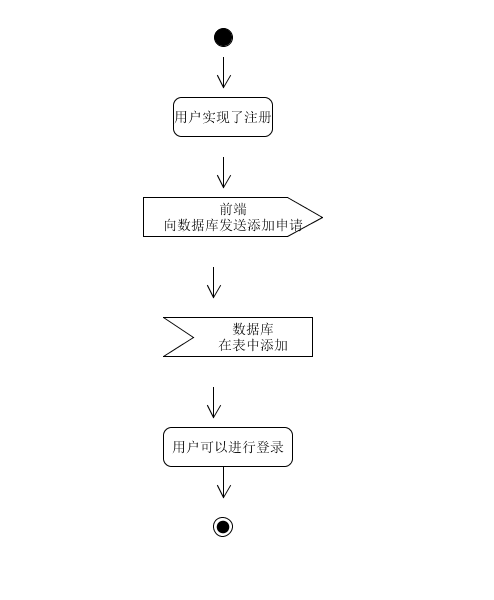 用户实现了注册
前端
向数据库发送添加申请
数据库
在表中添加
用户可以进行登录